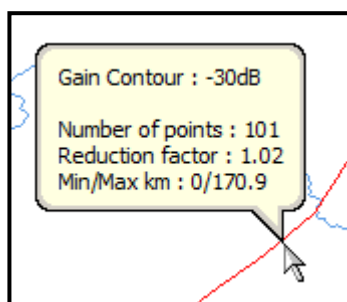 Gain Contour : -30dB
Number of points : 101
Reduction factor : 1.02
Min/Max km : 0/170.9